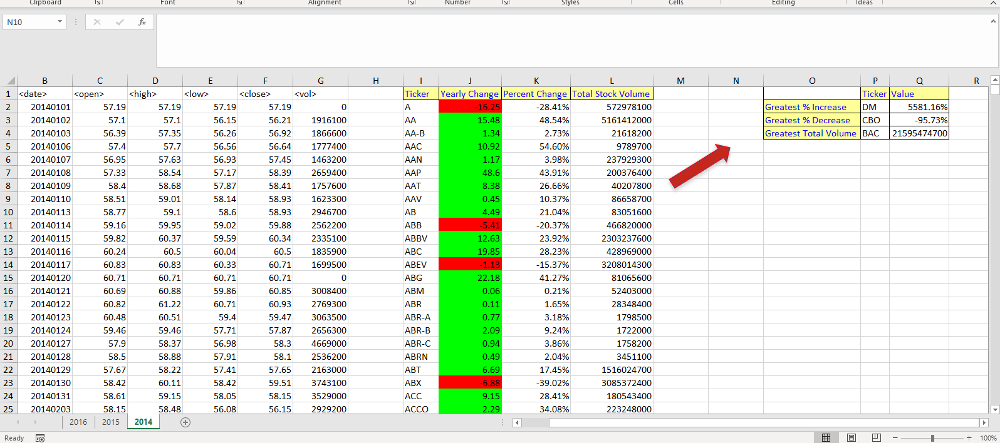 Clipboard Font Alignment Number Styles Cells Editing Ideas
N10 fx
B C D E F G H I J K L M N O P Q R
1 <date> <open> <high> <low> <close> <vol> Ticker Yearly Change Percent Change Total Stock Volume Ticker Value
2 20140101 57.19 57.19 57.19 57.19 0 A -16.25 -28.41% 572978100 Greatest % Increase DM 5581.16%
3 20140102 57.1 57.1 56.15 56.21 1916100 AA 15.48 48.54% 5161412000 Greatest % Decrease CBO -95.73%
4 20140103 56.39 57.35 56.26 56.92 1866600 AA-B 1.34 2.73% 21618200 Greatest Total Volume BAC 21595474700
5 20140106 57.4 57.7 56.56 56.64 1777400 AAC 10.92 54.60% 9789700
6 20140107 56.95 57.63 56.93 57.45 1463200 AAN 1.17 3.98% 237929300
7 20140108 57.33 58.54 57.17 58.39 2659400 AAP 48.6 43.91% 200376400
8 20140109 58.4 58.68 57.87 58.41 1757600 AAT 8.38 26.66% 40207800
9 20140110 58.51 59.01 58.14 58.93 1623300 AAV 0.45 10.37% 86658700
10 20140113 58.77 59.1 58.6 58.93 2946700 AB 4.49 21.04% 83051600
11 20140114 59.16 59.95 59.02 59.88 2562200 ABB -5.41 -20.37% 466820000
12 20140115 59.82 60.37 59.59 60.34 2335100 ABBV 12.63 23.92% 2303237600
13 20140116 60.24 60.5 60.04 60.5 1835900 ABC 19.85 28.23% 428969000
14 20140117 60.83 60.83 60.33 60.71 1699500 ABEV -1.13 -15.37% 3208014300
15 20140120 60.71 60.71 60.71 60.71 0 ABG 22.18 41.27% 81065600
16 20140121 60.69 60.88 59.86 60.85 3008400 ABM 0.06 0.21% 52403000
17 20140122 60.82 61.22 60.71 60.93 2769300 ABR 0.11 1.65% 28348400
18 20140123 60.48 60.51 59.4 59.47 3063500 ABR-A 0.77 3.18% 1798500
19 20140124 59.46 59.46 57.71 57.87 2656300 ABR-B 2.09 9.24% 1722000
20 20140127 57.9 58.37 56.98 58.3 4669000 ABR-C 0.94 3.86% 1758200
21 20140128 58.5 58.88 57.91 58.1 2536200 ABRN 0.49 2.04% 3451100
22 20140129 57.67 58.22 57.41 57.65 2163000 ABT 6.69 17.45% 1516024700
23 20140130 58.42 60.11 58.42 59.51 3743100 ABX -6.88 -39.02% 3085372400
24 20140131 58.61 59.15 58.05 58.15 3529000 ACC 9.15 28.41% 180543400
25 20140203 58.15 58.48 56.08 56.15 2929200 ACCO 2.29 34.08% 223248000
2016 2015 2014
Ready 100%